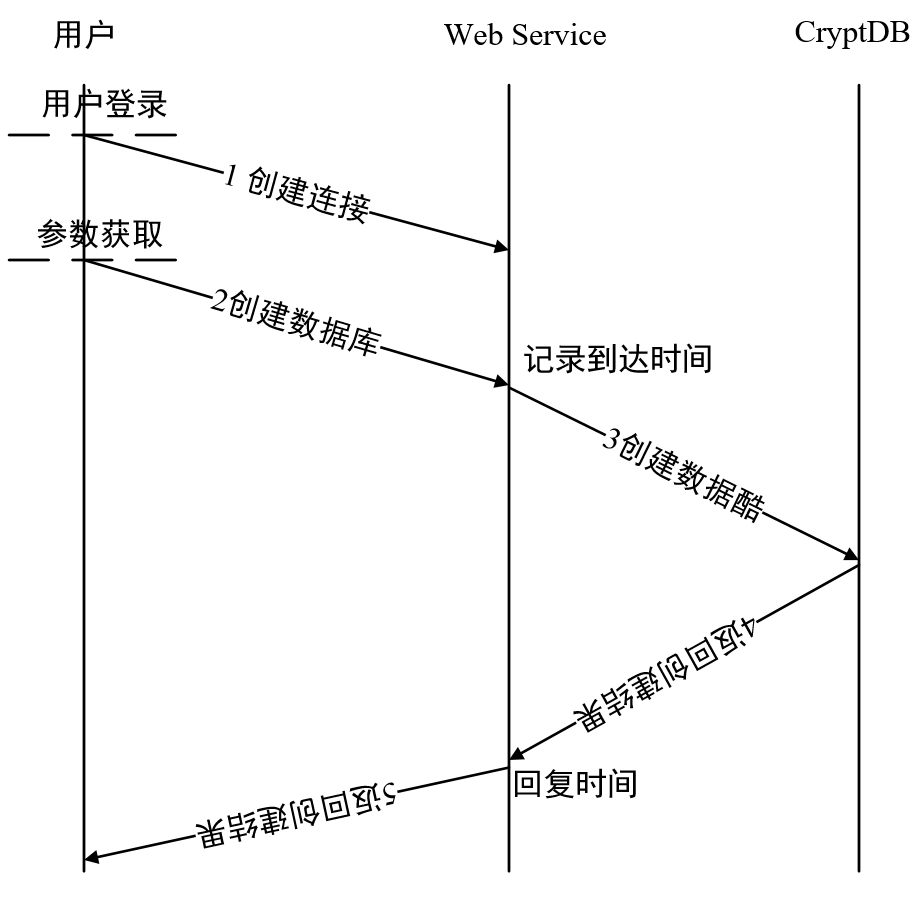 用户
Web Service
CryptDB
用户登录
1 创建连接
参数获取
2创建数据库
记录到达时间
3创建数据酷
4返回创建结果
回复时间
5返回创建结果